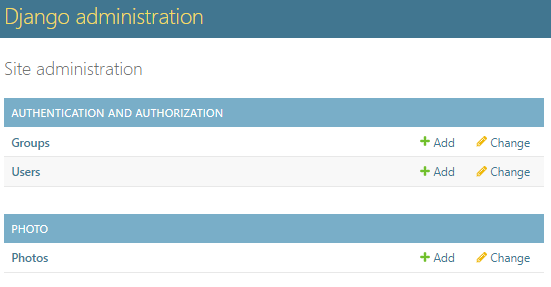 Django administration
Site administration
AUTHENTICATION AND AUTHORIZATION
Groups Add Change
Users Add Change
PHOTO
Photos Add Change